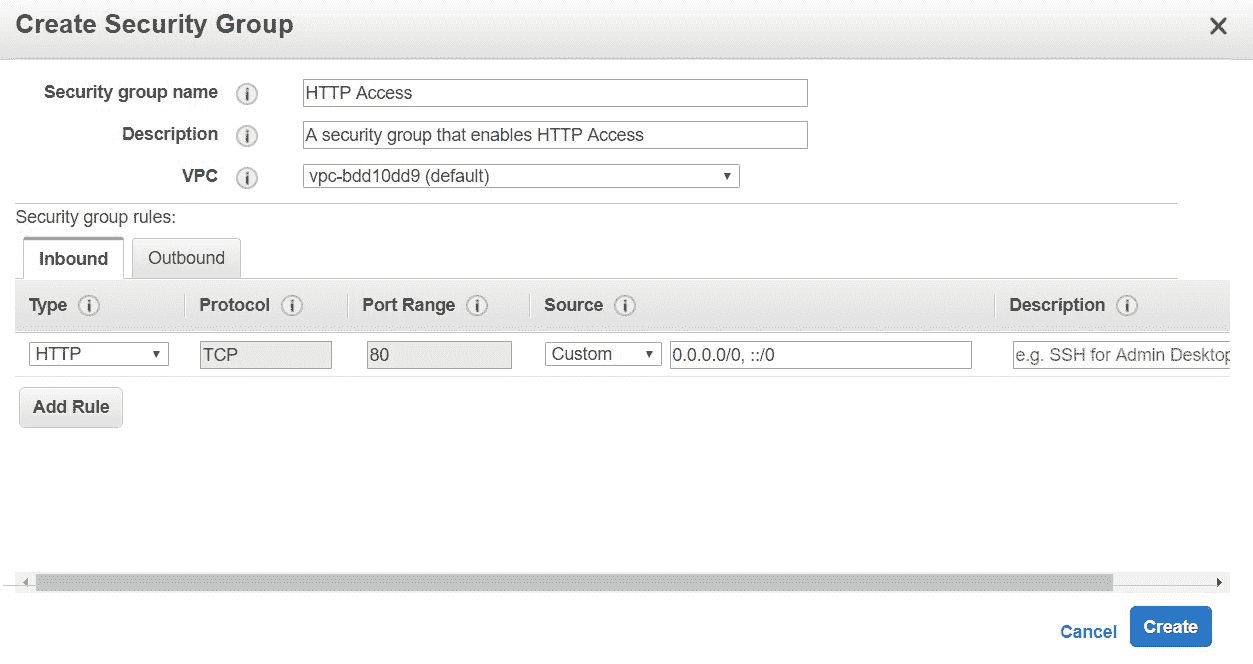 Create Security Group
Security group name i HTTP Access
Description i A security group that enables HTTP Access
VPC i vpc-bdd10dd9 (default)
Security group rules:
Inbound Outbound
Type i Protocol i Port Range i Source i Description i
HTTP TCP 80 Custom 0.0.0.0/0, ::/0 e.g. SSH for Admin Desktop
Add Rule
Cancel Create